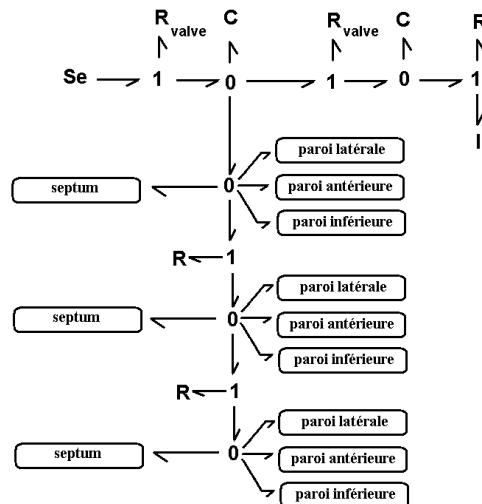 R valve C R valve C R
Se 1 0 1 0 1
I
paroi latérale
septum 0 paroi antérieure
paroi inférieure
R 1
paroi latérale
septum 0 paroi antérieure
paroi inférieure
R 1
paroi latérale
septum 0 paroi antérieure
paroi inférieure